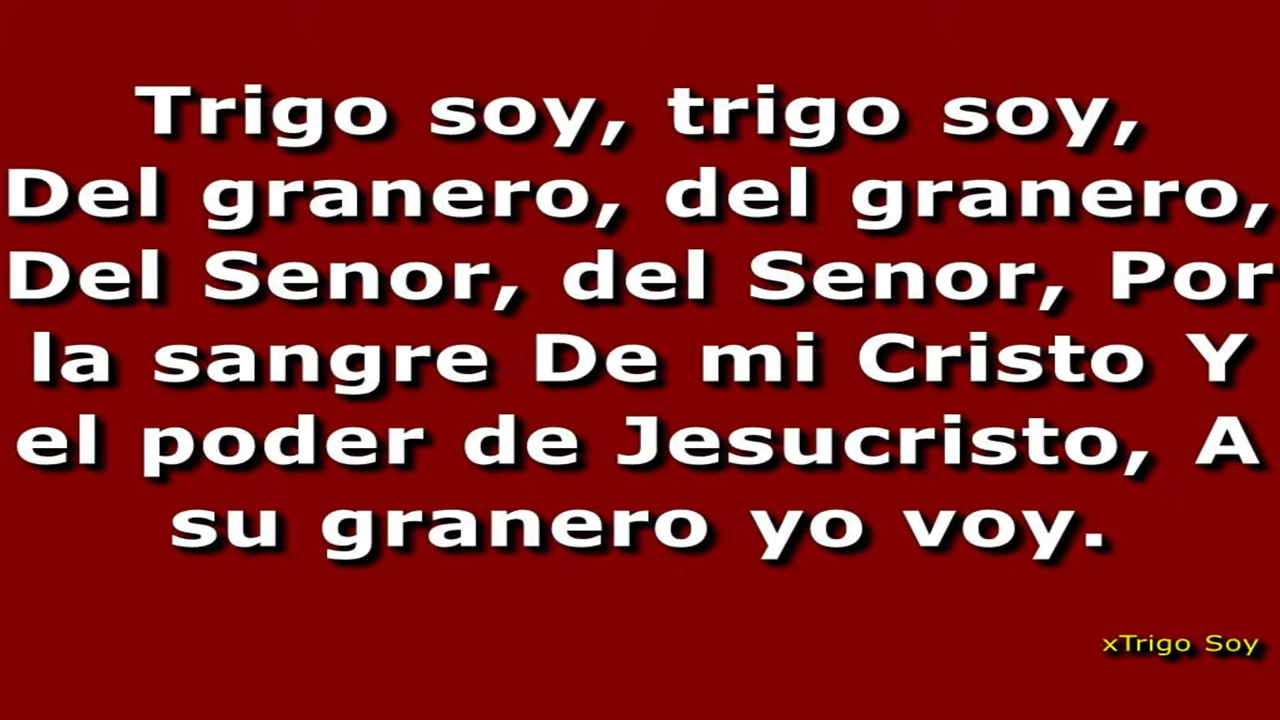 Trigo soy, trigo soy,
Del granero, del granero,
Del Senor, del Senor, Por
la sangre De mi Cristo Y
el poder de Jesucristo, A
su granero yo voy.
xTrigo Soy